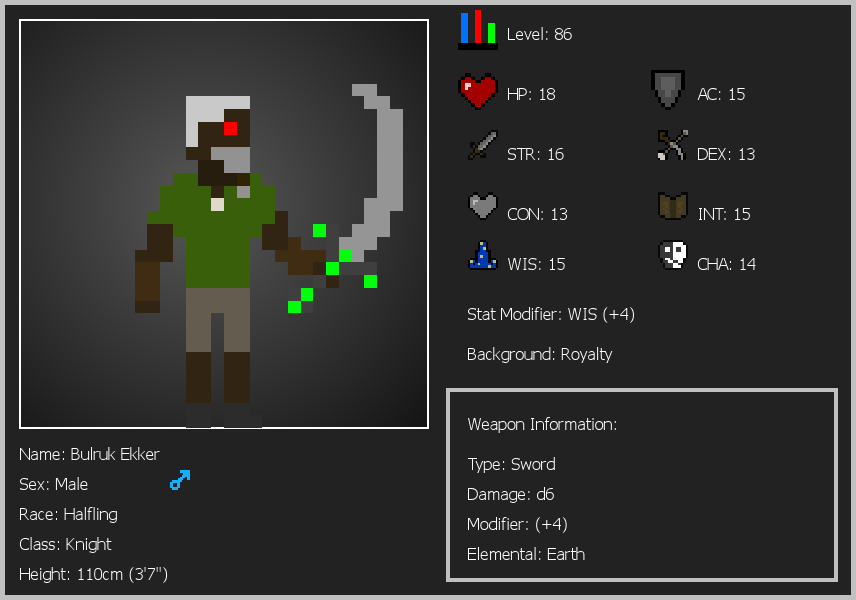 Level: 86
HP: 18
AC: 15
STR: 16
DEX: 13
CON: 13
INT: 15
WIS: 15
CHA: 14
Stat Modifier: WIS (+4)
Background: Royalty
Weapon Information:
Type: Sword
Damage: d6
Modifier: (+4)
Elemental: Earth
Name: Bulruk Ekker
Sex: Male
Race: Halfling
Class: Knight
Height: 110cm (3'7")